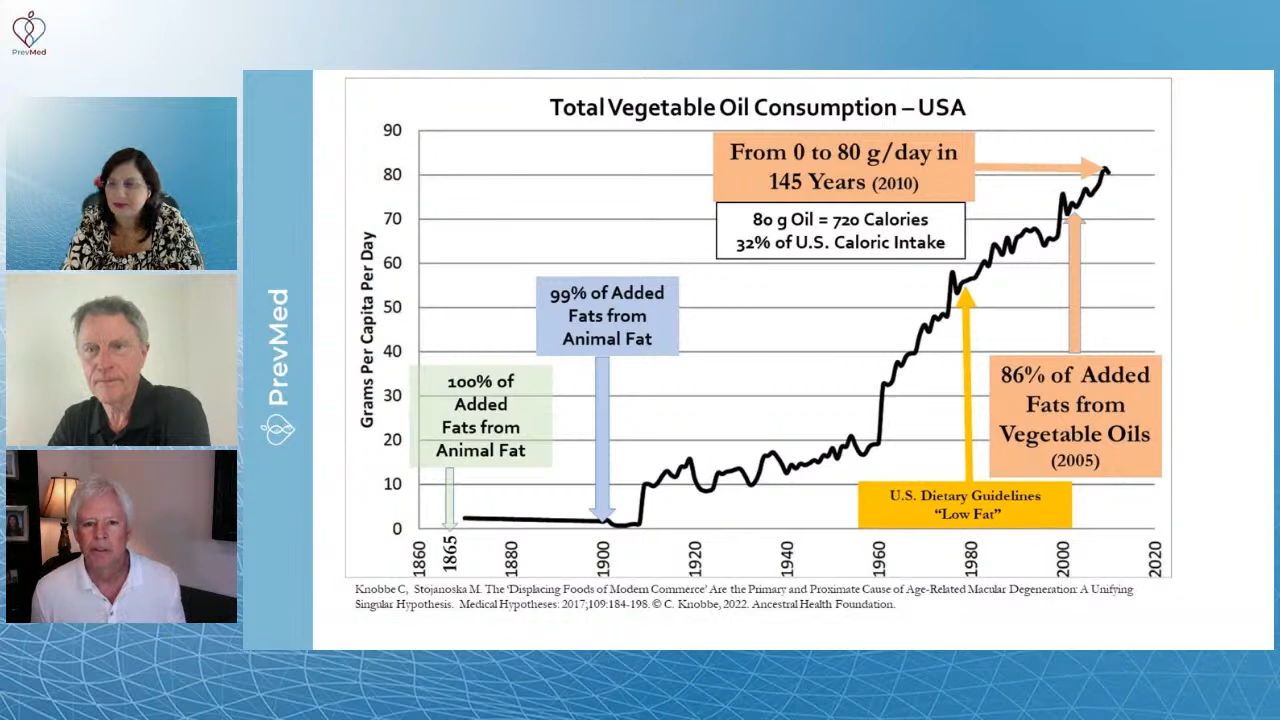 PrevMed
PrevMed
Total Vegetable Oil Consumption – USA
Grams Per Capita Per Day
90
80
70
60
50
40
30
20
10
0
1860
1865
1880
1900
1920
1940
1960
1980
2000
2020
100% of
Added
Fats from
Animal Fat
99% of Added
Fats from
Animal Fat
From 0 to 80 g/day in
145 Years (2010)
80 g Oil = 720 Calories
32% of U.S. Caloric Intake
U.S. Dietary Guidelines
“Low Fat”
86% of Added
Fats from
Vegetable Oils
(2005)
Knobbe C, Stojanoska M. The ‘Displacing Foods of Modern Commerce’ Are the Primary and Proximate Cause of Age-Related Macular Degeneration: A Unifying
Singular Hypothesis. Medical Hypotheses: 2017;109:184-198. © C. Knobbe, 2022. Ancestral Health Foundation.